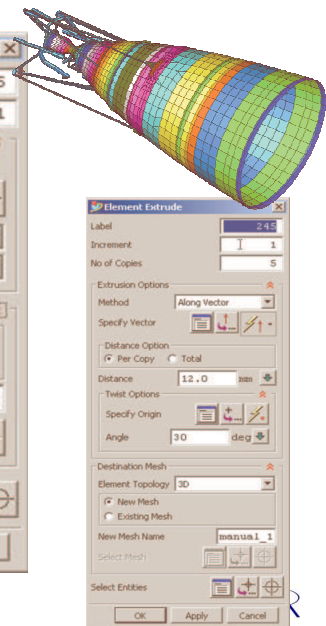 Element Extrude
Label 245
Increment 1
No of Copies 5
Extrusion Options
Method Along Vector
Specify Vector
Distance Option
Per Copy Total
Distance 12.0 mm
Twist Options
Specify Origin
Angle 30 deg
Destination Mesh
Element Topology 3D
New Mesh
Existing Mesh
New Mesh Name manual_1
Select Mesh
Select Entities
OK Apply Cancel